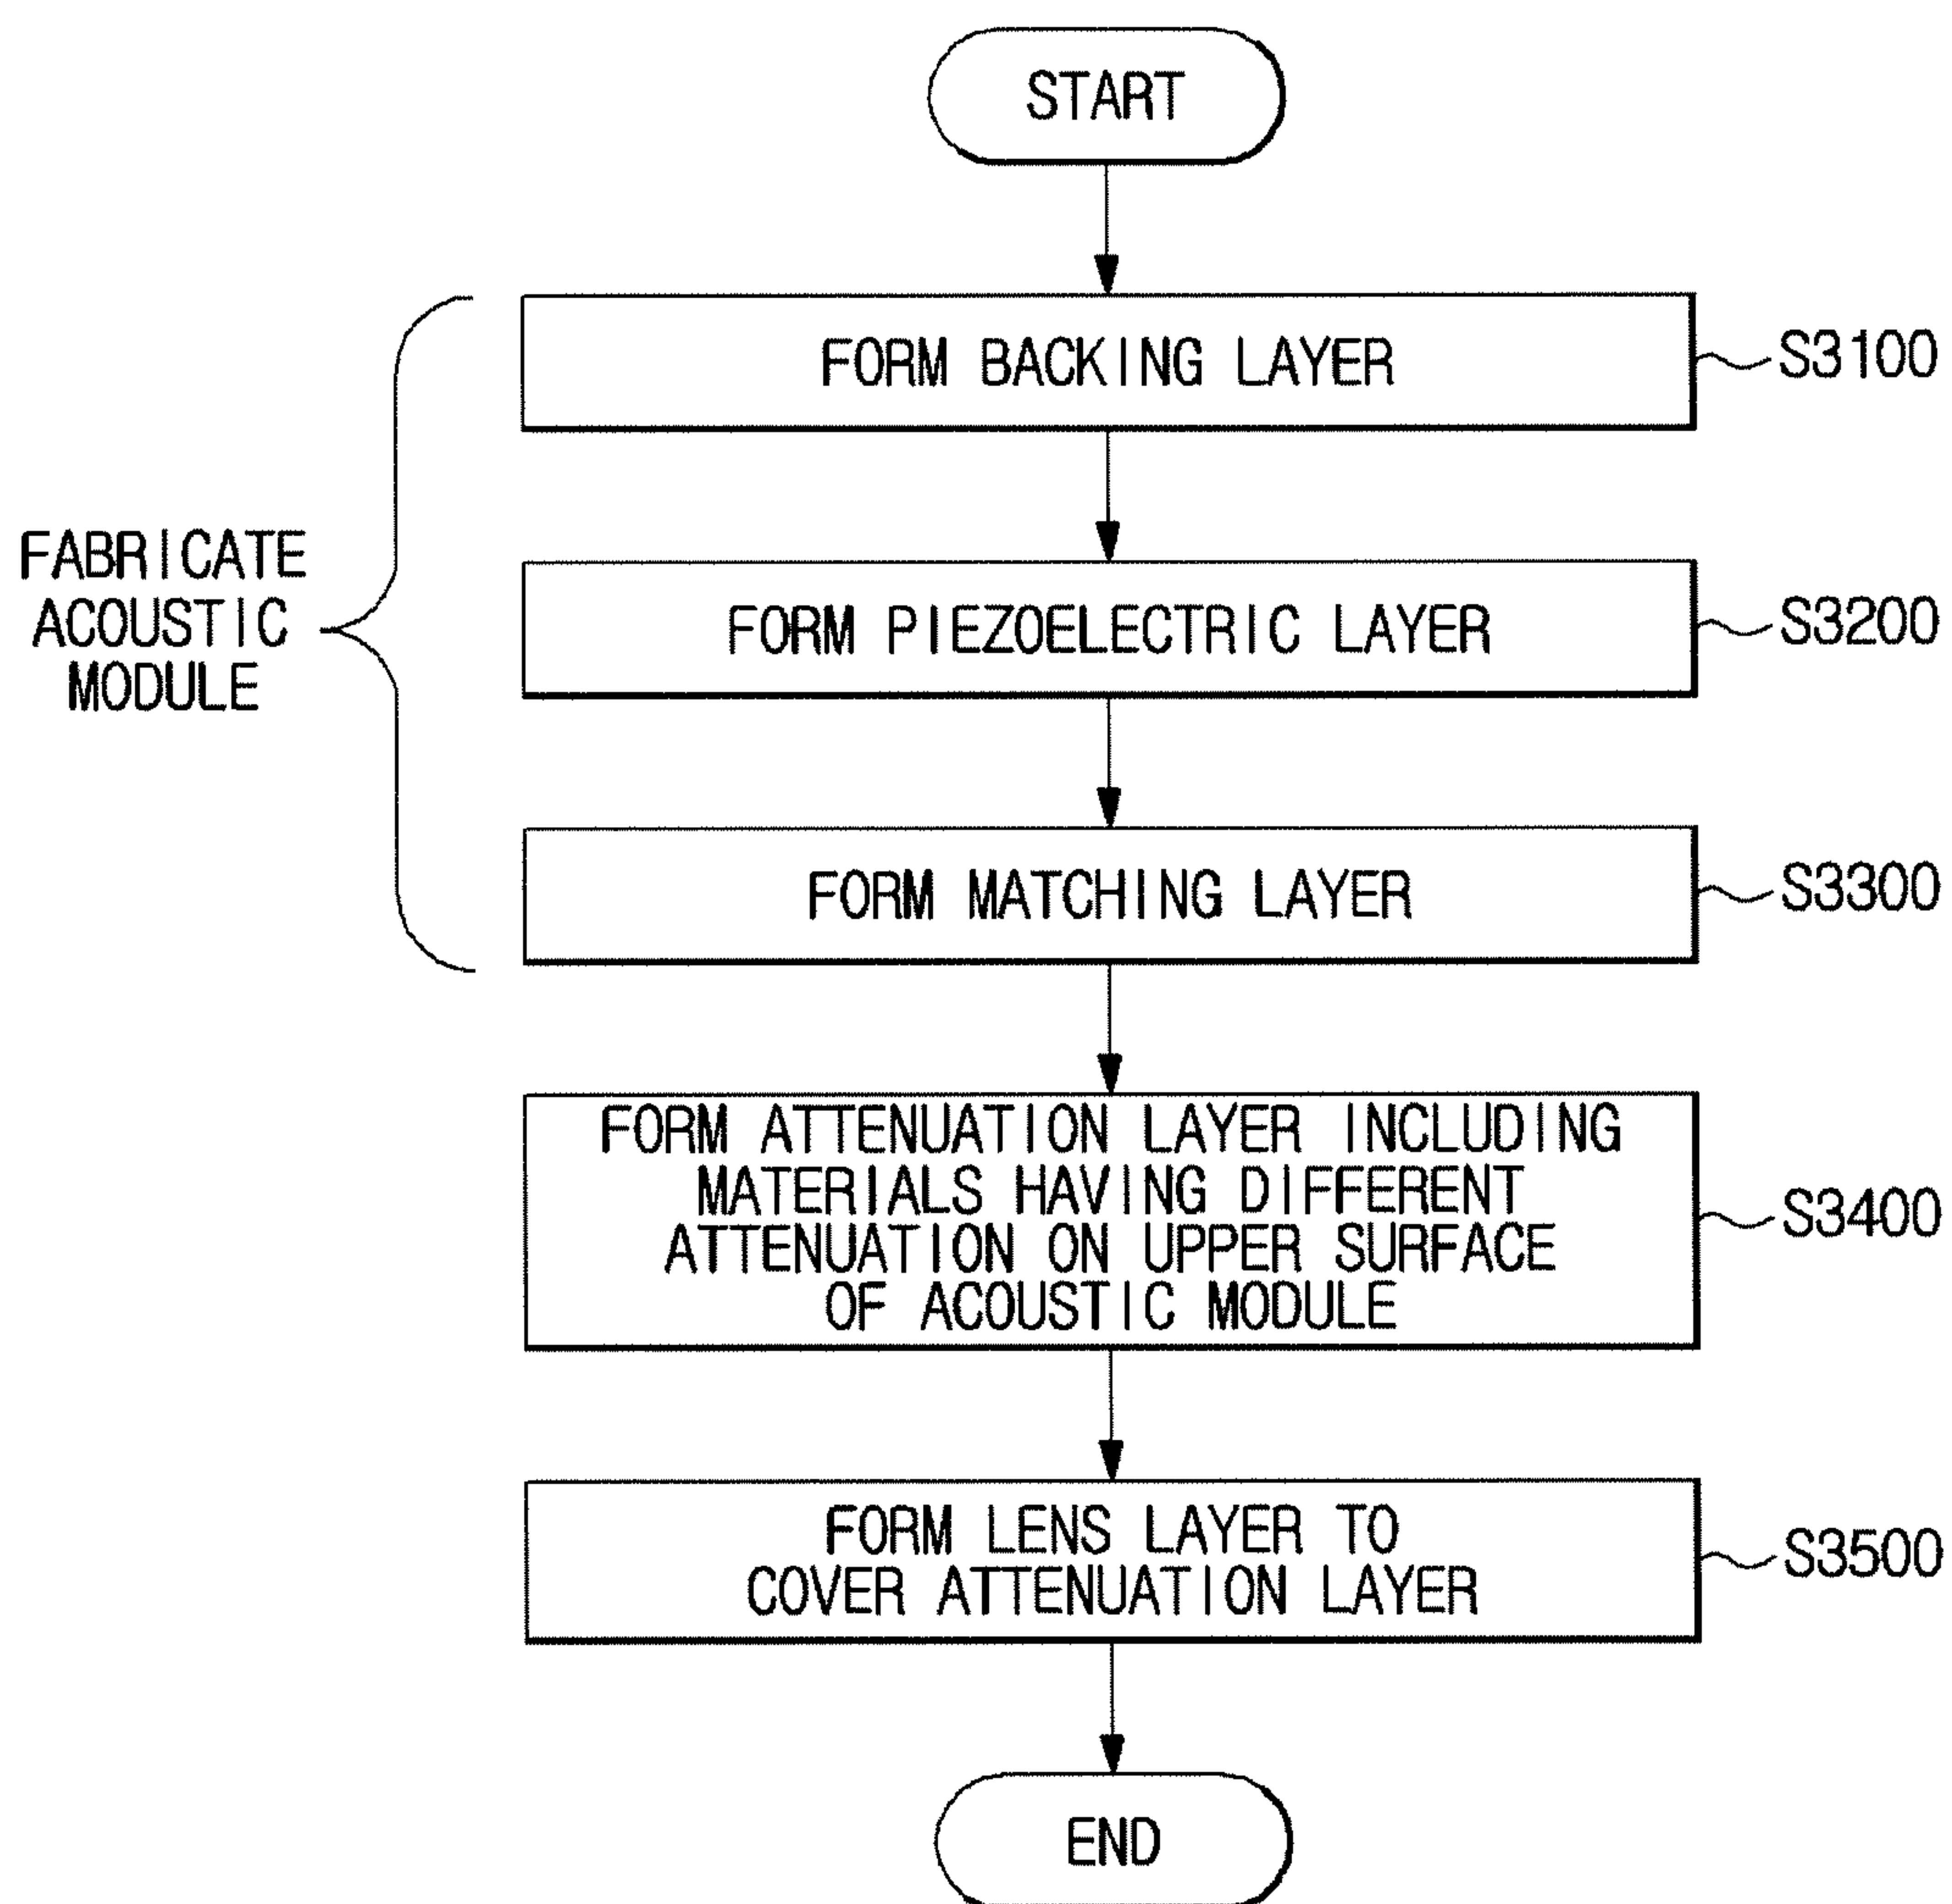 START
FORM BACKING LAYER
S3100
FABRICATE
ACOUSTIC
MODULE
FORM PIEZOELECTRIC LAYER
S3200
FORM MATCHING LAYER
S3300
FORM ATTENUATION LAYER INCLUDING
MATERIALS HAVING DIFFERENT
ATTENUATION ON UPPER SURFACE
OF ACOUSTIC MODULE
S3400
FORM LENS LAYER TO
COVER ATTENUATION LAYER
S3500
END